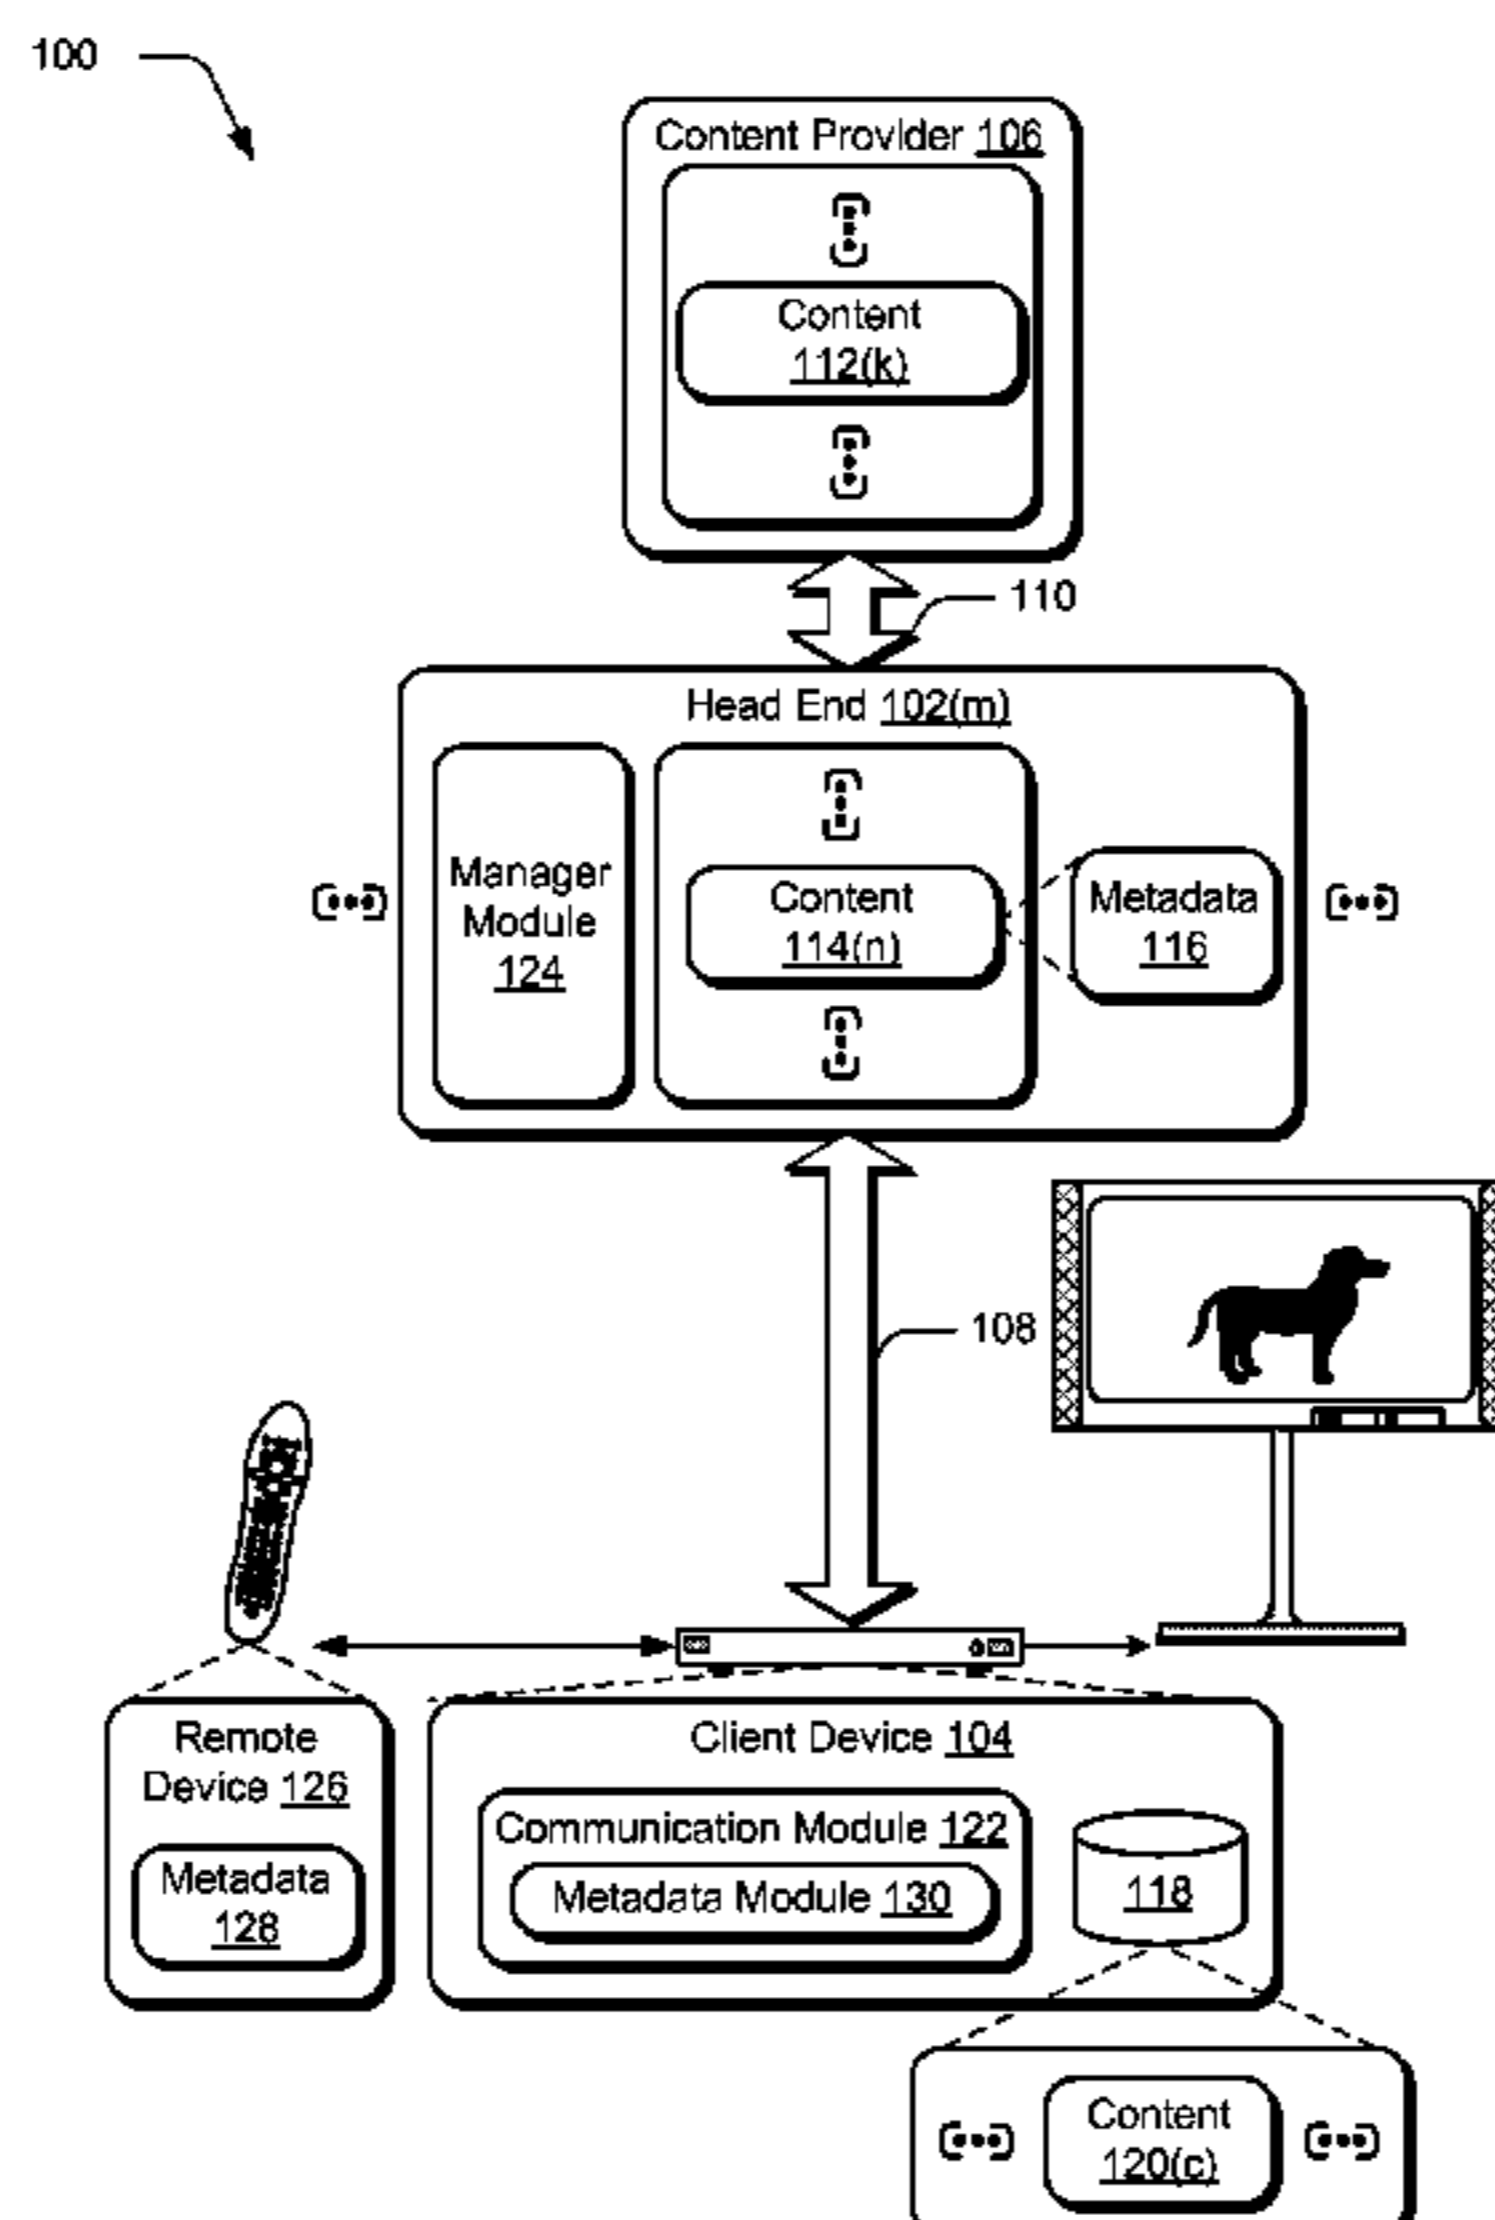 100
Content Provider 106
Content
112(k)
110
Head End 102(m)
Manager
Module
124
Content
114(n)
Metadata
116
108
Remote
Device 126
Metadata
128
Client Device 104
Communication Module 122
Metadata Module 130
118
Content
120(c)